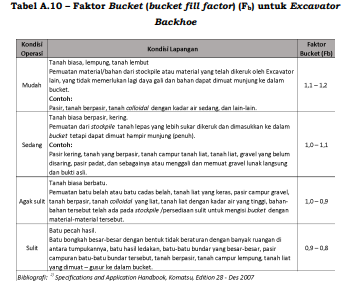 Tabel A.10 – Faktor Bucket (bucket fill factor) (Fb) untuk Excavator
Backhoe
Kondisi Operasi
Kondisi Lapangan
Faktor Bucket (Fb)
Mudah
Tanah biasa, lempung, tanah lembut
Pemuatan material/bahan dari stockpile atau material yang telah dikeruk oleh Excavator
lain, yang tidak memerlukan lagi daya gali dan bahan dapat dimuat munjung ke dalam
bucket.
Contoh:
Pasir, tanah berpasir, tanah colloidal dengan kadar air sedang, dan lain-lain.
1,1 – 1,2
Sedang
Tanah biasa berpasir, kering.
Pemuatan dari stockpile tanah lepas yang lebih sukar dikeruk dan dimasukkan ke dalam
bucket tetapi dapat dimuat hampir munjung (penuh).
Contoh:
Pasir kering, tanah berpasir, tanah campur tanah liat, tanah liat, gravel yang belum
disaring, pasir padat, dan sebagainya atau menggali dan memuat gravel lunak langsung
dari bukit asli.
1,0 – 1,1
Agak sulit
Tanah biasa berbatu.
Pemuatan batu belah atau batu cadas belah, tanah liat yang keras, pasir campur gravel,
tanah berpasir, tanah colloidal yang liat, tanah liat dengan kadar air yang tinggi, bahan-
bahan tersebut telah ada pada stockpile /persediaan sulit untuk mengisi bucket dengan
material-material tersebut.
1,0 – 0,9
Sulit
Batu pecah hasil.
Batu bongkah besar-besar dengan bentuk tidak beraturan dengan banyak ruangan di
antara tumpukannya, batu hasil ledakan, batu-batu bundar yang besar-besar, pasir
campuran batu-batu bundar tersebut, tanah berpasir, tanah campur lempung, tanah liat
yang dimuat – gusur ke dalam bucket.
0,9 – 0,8
Bibliografi: Specifications and Application Handbook, Komatsu, Edition 28 - Des 2007